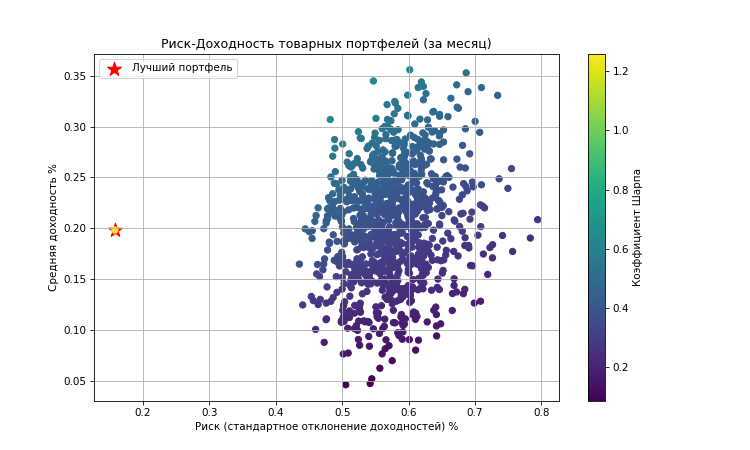 Риск-Доходность товарных портфелей (за месяц)
Лучший портфель
Средняя доходность %
0.35
0.30
0.25
0.20
0.15
0.10
0.05
0.2 0.3 0.4 0.5 0.6 0.7 0.8
Риск (стандартное отклонение доходностей) %
1.2
1.0
0.8
0.6
0.4
0.2
Коэффициент Шарпа